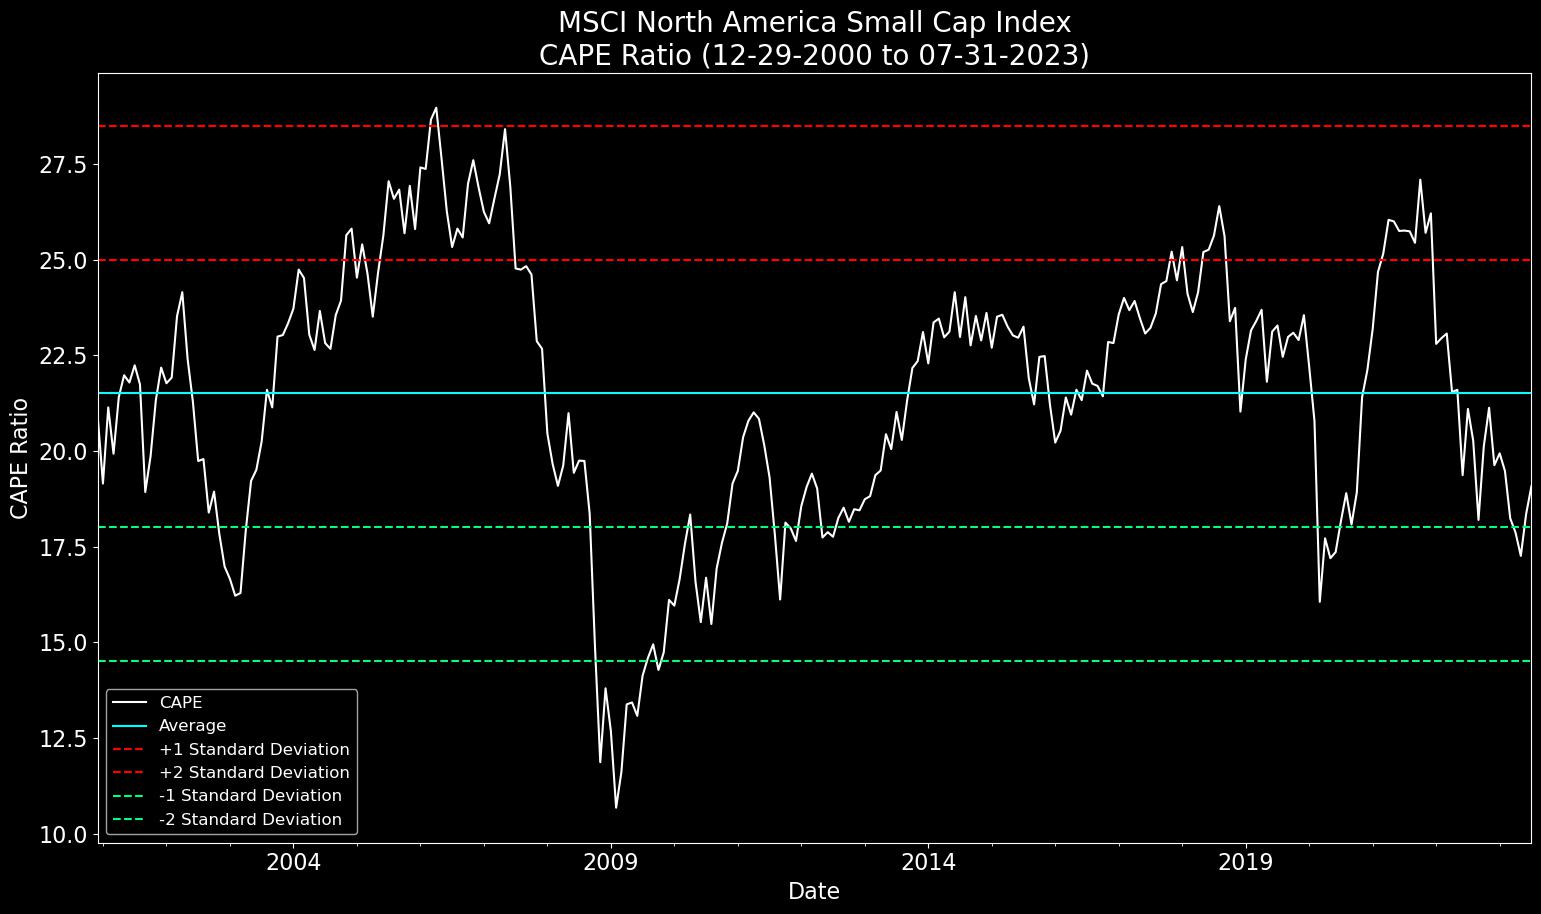 MSCI North America Small Cap Index
CAPE Ratio (12-29-2000 to 07-31-2023)
CAPE Ratio
27.5
25.0
22.5
20.0
17.5
15.0
12.5
10.0
CAPE
Average
+1 Standard Deviation
+2 Standard Deviation
-1 Standard Deviation
-2 Standard Deviation
2004 2009 2014 2019
Date